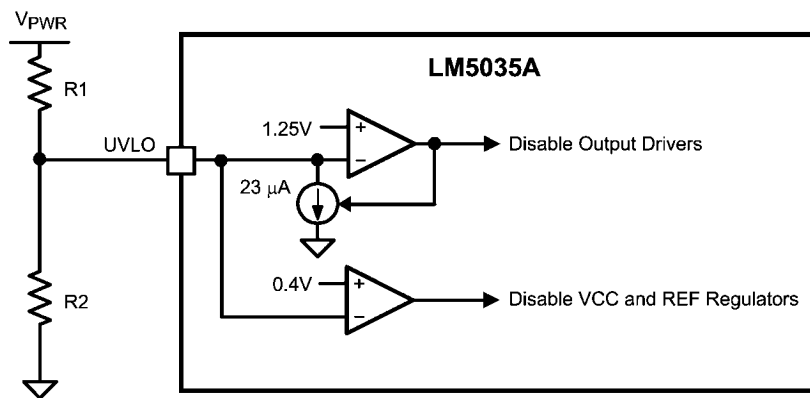 VPWR
LM5035A
R1
1.25V
+
−
UVLO
Disable Output Drivers
23 μA
R2
0.4V
+
−
Disable VCC and REF Regulators